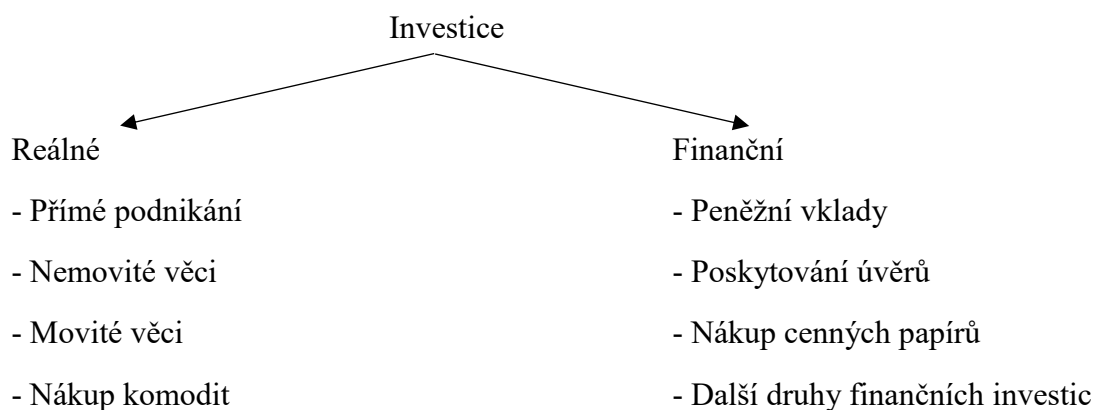 Investice
Reálné
- Přímé podnikání
- Nemovité věci
- Movité věci
- Nákup komodit
Finanční
- Peněžní vklady
- Poskytování úvěrů
- Nákup cenných papírů
- Další druhy finančních investic